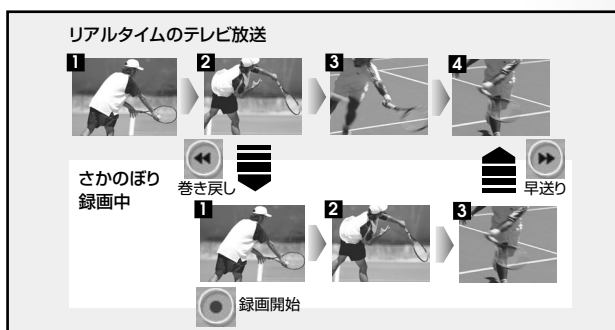 リアルタイムのテレビ放送
1 2 3 4
巻き戻し
早送り
さかのぼり
録画中
1 2 3
録画開始